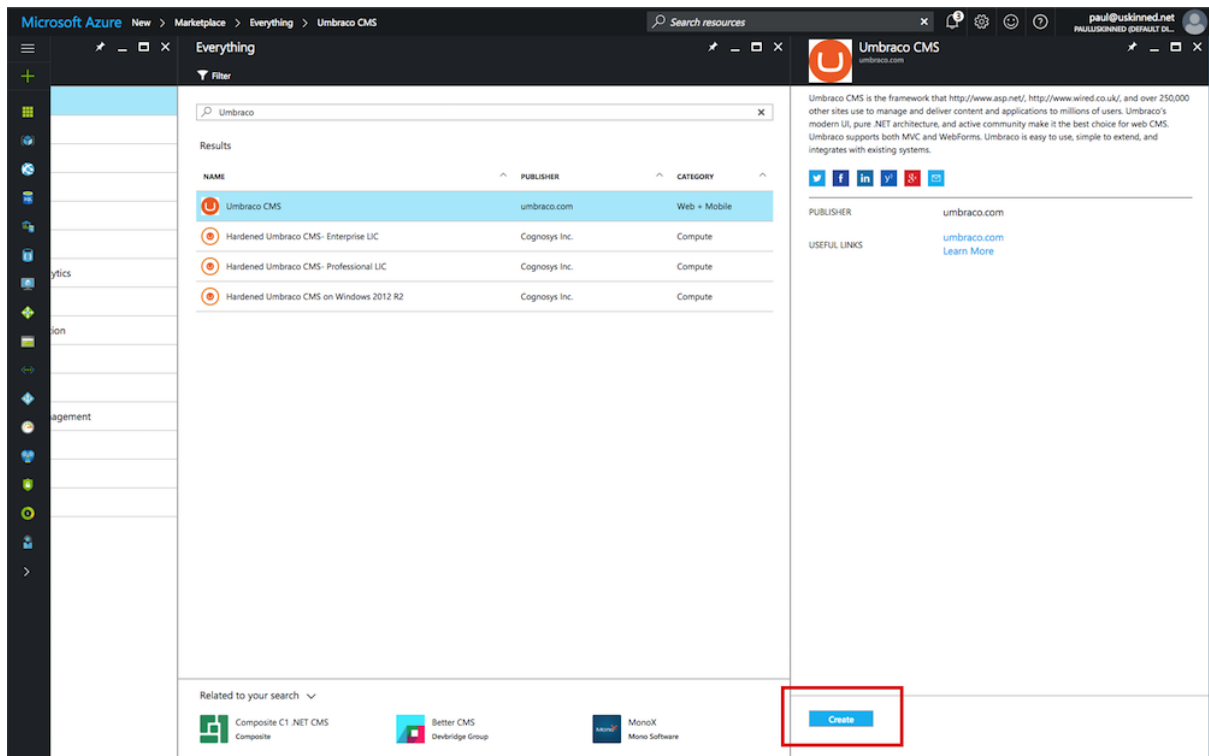 Microsoft Azure New > Marketplace > Everything > Umbraco CMS
Search resources
3
paul@uskinned.net
PAULUSKINNED (DEFAULT DI...
ytics
ion
agement
Everything
Filter
Umbraco
Results
NAME PUBLISHER CATEGORY
Umbraco CMS umbraco.com Web + Mobile
Hardened Umbraco CMS- Enterprise LIC Cognosys Inc. Compute
Hardened Umbraco CMS- Professional LIC Cognosys Inc. Compute
Hardened Umbraco CMS on Windows 2012 R2 Cognosys Inc. Compute
Related to your search
Composite C1 .NET CMS
Composite
Better CMS
Devbridge Group
MonoX
Mono Software
Umbraco CMS
umbraco.com
Umbraco CMS is the framework that http://www.asp.net/, http://www.wired.co.uk/, and over 250,000
other sites use to manage and deliver content and applications to millions of users. Umbraco's
modern UI, pure .NET architecture, and active community make it the best choice for web CMS.
Umbraco supports both MVC and WebForms. Umbraco is easy to use, simple to extend, and
integrates with existing systems.
PUBLISHER umbraco.com
USEFUL LINKS umbraco.com
Learn More
Create